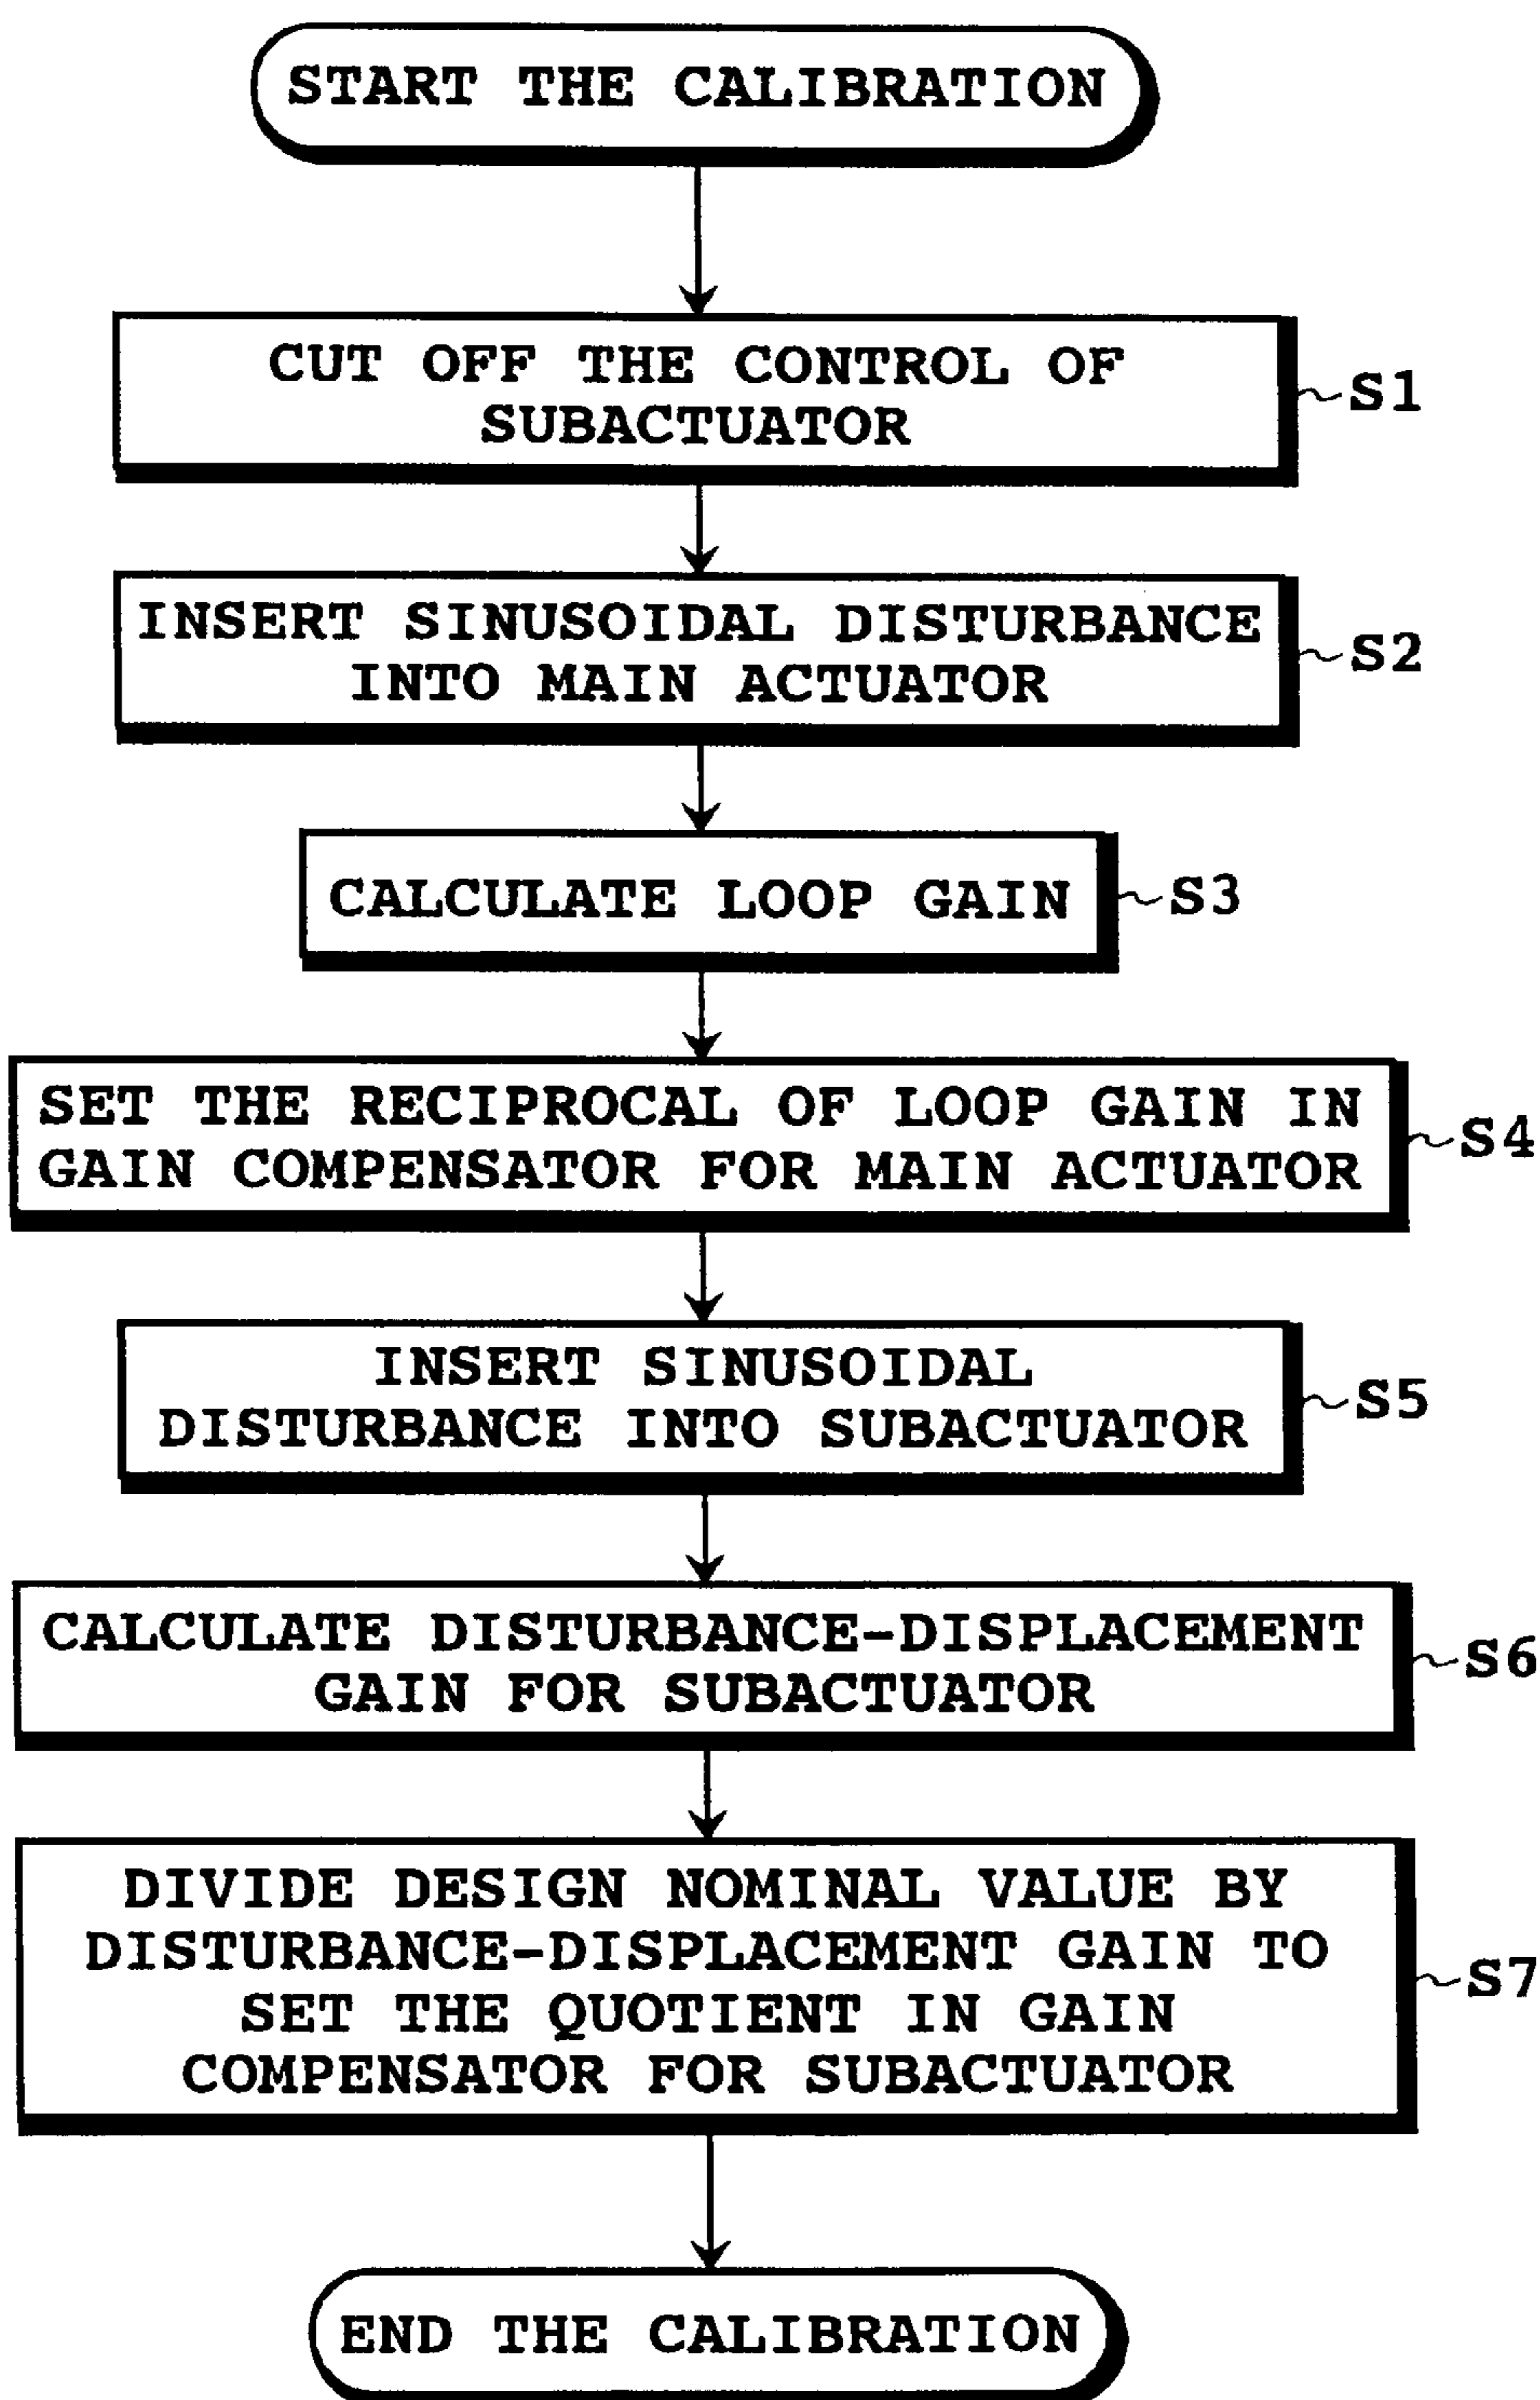 START THE CALIBRATION
CUT OFF THE CONTROL OF
SUBACTUATOR
S1
INSERT SINUSOIDAL DISTURBANCE
INTO MAIN ACTUATOR
S2
CALCULATE LOOP GAIN
S3
SET THE RECIPROCAL OF LOOP GAIN IN
GAIN COMPENSATOR FOR MAIN ACTUATOR
S4
INSERT SINUSOIDAL
DISTURBANCE INTO SUBACTUATOR
S5
CALCULATE DISTURBANCE-DISPLACEMENT
GAIN FOR SUBACTUATOR
S6
DIVIDE DESIGN NOMINAL VALUE BY
DISTURBANCE-DISPLACEMENT GAIN TO
SET THE QUOTIENT IN GAIN
COMPENSATOR FOR SUBACTUATOR
S7
END THE CALIBRATION